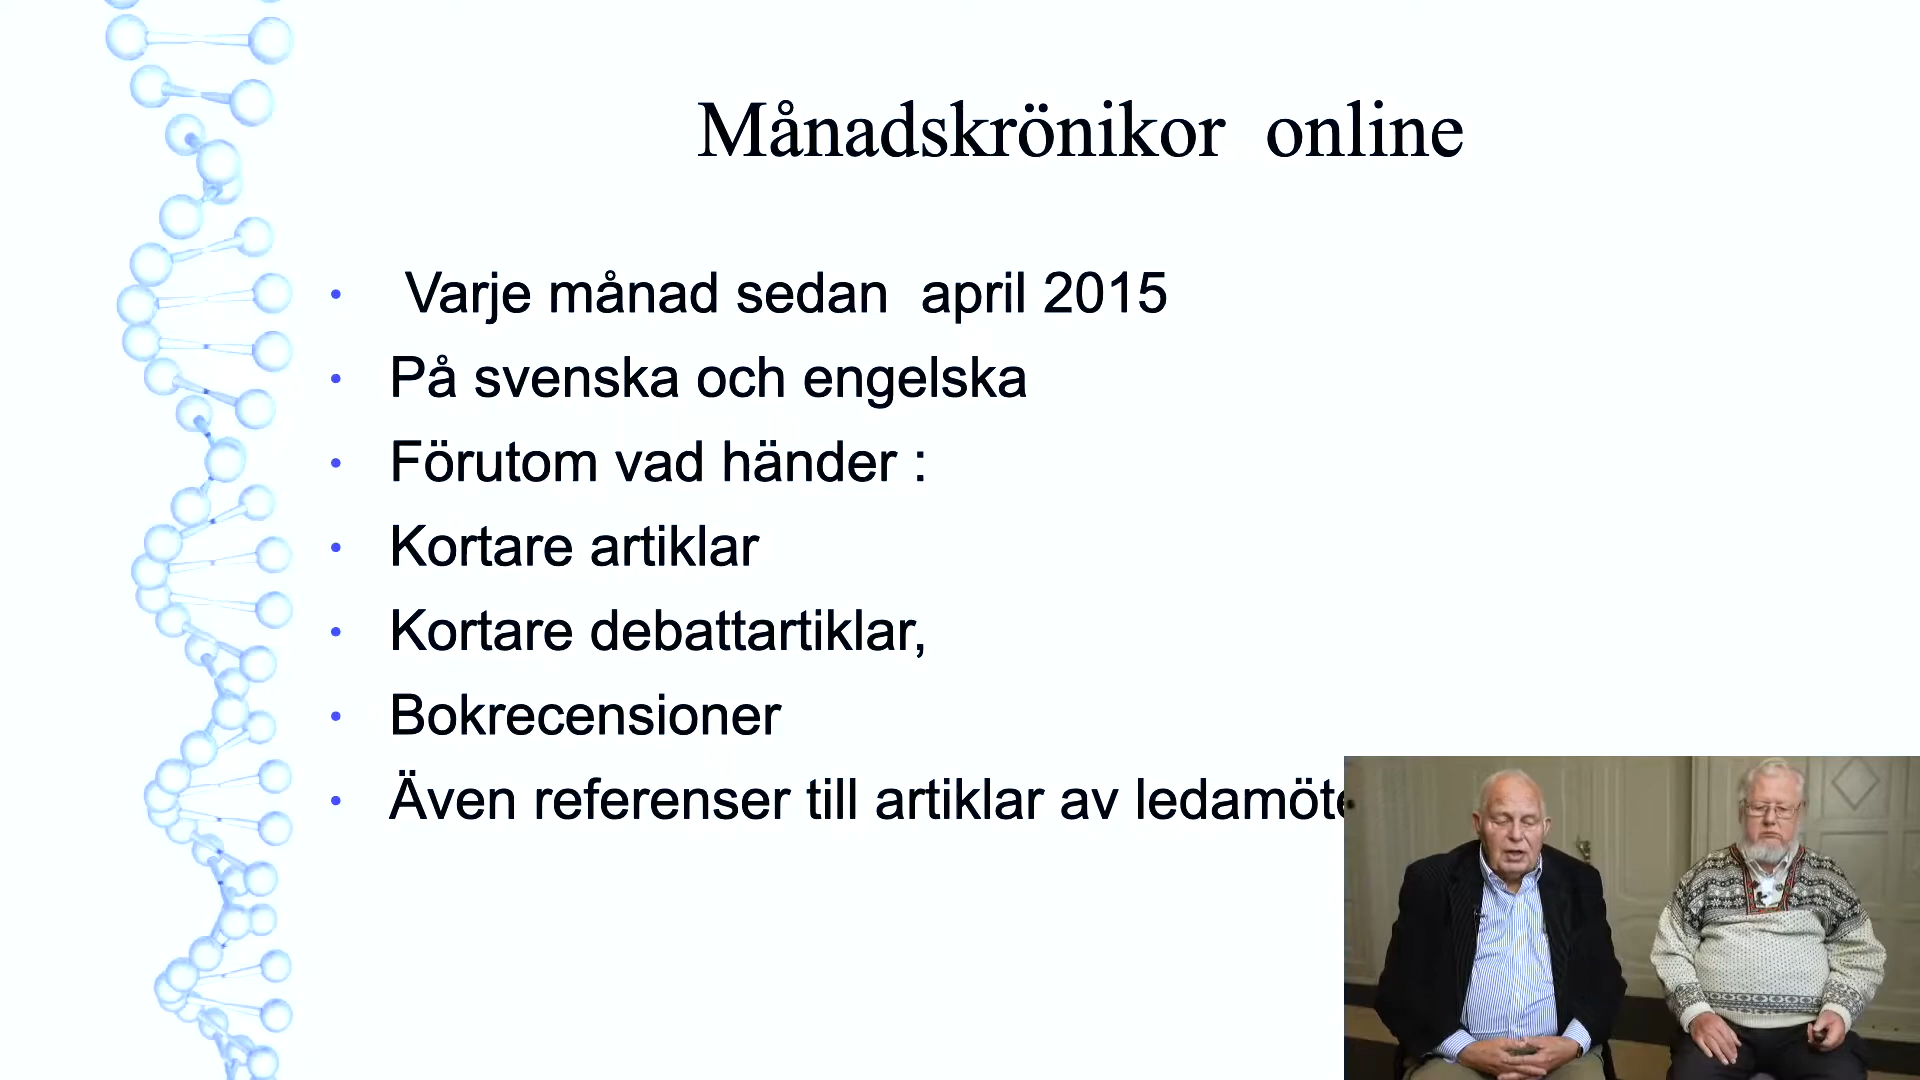 Månadskrönikor online
• Varje månad sedan april 2015
• På svenska och engelska
• Förutom vad händer :
• Kortare artiklar
• Kortare debattartiklar,
• Bokrecensioner
• Även referenser till artiklar av